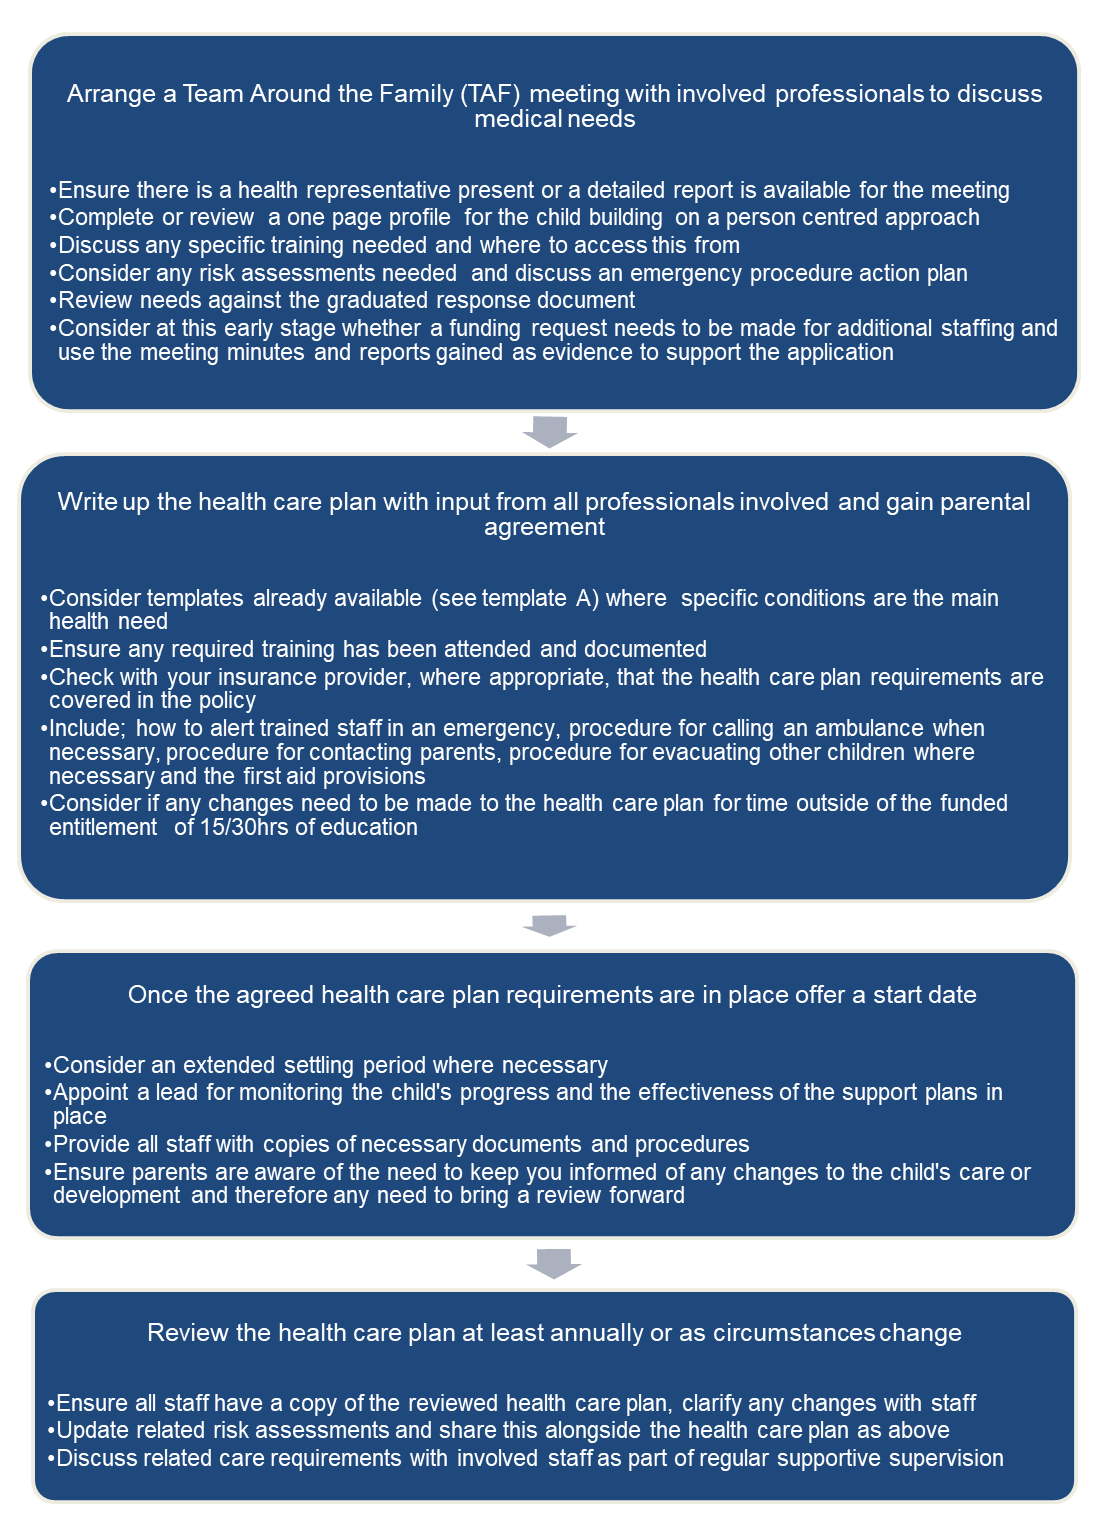 Arrange a Team Around the Family (TAF) meeting with involved professionals to discuss
medical needs
•Ensure there is a health representative present or a detailed report is available for the meeting
•Complete or review a one page profile for the child building on a person centred approach
•Discuss any specific training needed and where to access this from
•Consider any risk assessments needed and discuss an emergency procedure action plan
•Review needs against the graduated response document
•Consider at this early stage whether a funding request needs to be made for additional staffing and
use the meeting minutes and reports gained as evidence to support the application
Write up the health care plan with input from all professionals involved and gain parental
agreement
•Consider templates already available (see template A) where specific conditions are the main
health need
•Ensure any required training has been attended and documented
•Check with your insurance provider, where appropriate, that the health care plan requirements are
covered in the policy
•Include; how to alert trained staff in an emergency, procedure for calling an ambulance when
necessary, procedure for contacting parents, procedure for evacuating other children where
necessary and the first aid provisions
•Consider if any changes need to be made to the health care plan for time outside of the funded
entitlement of 15/30hrs of education
Once the agreed health care plan requirements are in place offer a start date
•Consider an extended settling period where necessary
•Appoint a lead for monitoring the child's progress and the effectiveness of the support plans in
place
•Provide all staff with copies of necessary documents and procedures
•Ensure parents are aware of the need to keep you informed of any changes to the child's care or
development and therefore any need to bring a review forward
Review the health care plan at least annually or as circumstances change
•Ensure all staff have a copy of the reviewed health care plan, clarify any changes with staff
•Update related risk assessments and share this alongside the health care plan as above
•Discuss related care requirements with involved staff as part of regular supportive supervision